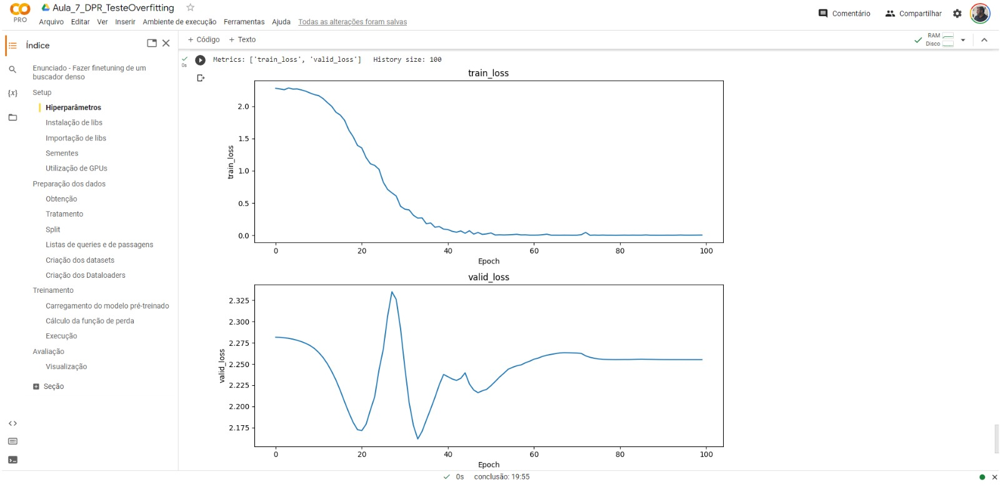 CO
PRO
Aula_7_DPR_TesteOverfitting
Arquivo Editar Ver Inserir Ambiente de execução Ferramentas Ajuda Todas as alterações foram salvas
Comentário Compartilhar
Índice
Enunciado - Fazer finetuning de um
buscador denso
Setup
Hiperparâmetros
Instalação de libs
Importação de libs
Sementes
Utilização de GPUs
Preparação dos dados
Obtenção
Tratamento
Split
Listas de queries e de passagens
Criação dos datasets
Criação dos Dataloaders
Treinamento
Carregamento do modelo pré-treinado
Cálculo da função de perda
Execução
Avaliação
Visualização
Seção
{x}
+ Código + Texto
RAM
Disco
0s
Metrics: ['train_loss', 'valid_loss'] History size: 100
train_loss
2.0
1.5
1.0
0.5
0.0
train_loss
0 20 40 60 80 100
Epoch
valid_loss
2.325
2.300
2.275
2.250
2.225
2.200
2.175
valid_loss
0 20 40 60 80 100
Epoch
0s conclusão: 19:55